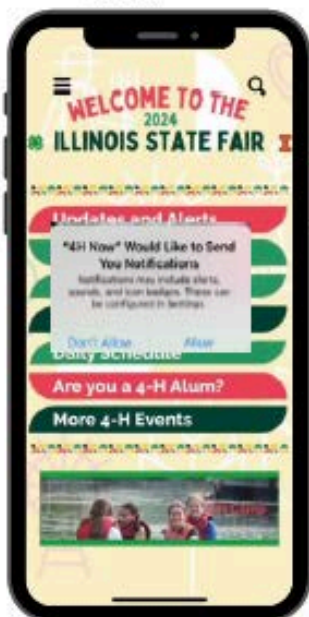 WELCOME TO THE
2024
ILLINOIS STATE FAIR
Updates and Alerts
"4H Now" Would Like to Send
You Notifications
Notifications may include alerts,
sounds, and icon badges. These can
be configured in Settings.
Don't Allow Allow
Daily Schedule
Are you a 4-H Alum?
More 4-H Events